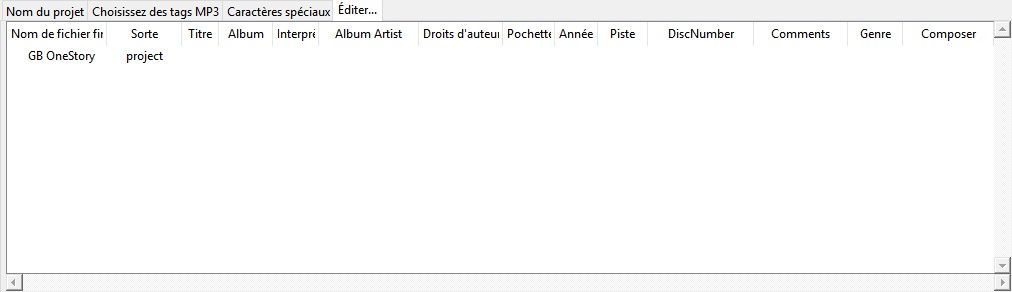 Nom du projet Choisissez des tags MP3 Caractères spéciaux Éditer...
Nom de fichier fir Sorte Titre Album Interpré Album Artist Droits d'auteur Pochette Année Piste DiscNumber Comments Genre Composer
GB OneStory project